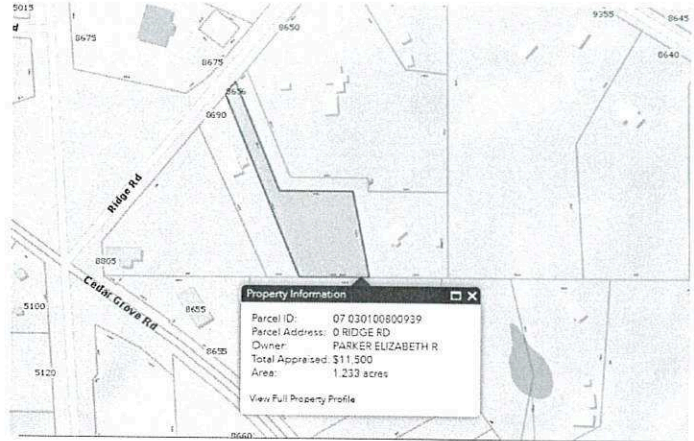 5015
d
8675
8650
9355
8645
8640
8675
8656
8690
Ridge Rd
8805
Cedar Grove Rd
5100
8655
8655
5120
8660
Property Information
Parcel ID: 07 030100800939
Parcel Address: 0 RIDGE RD
Owner: PARKER ELIZABETH R
Total Appraised: $11,500
Area: 1.233 acres
View Full Property Profile